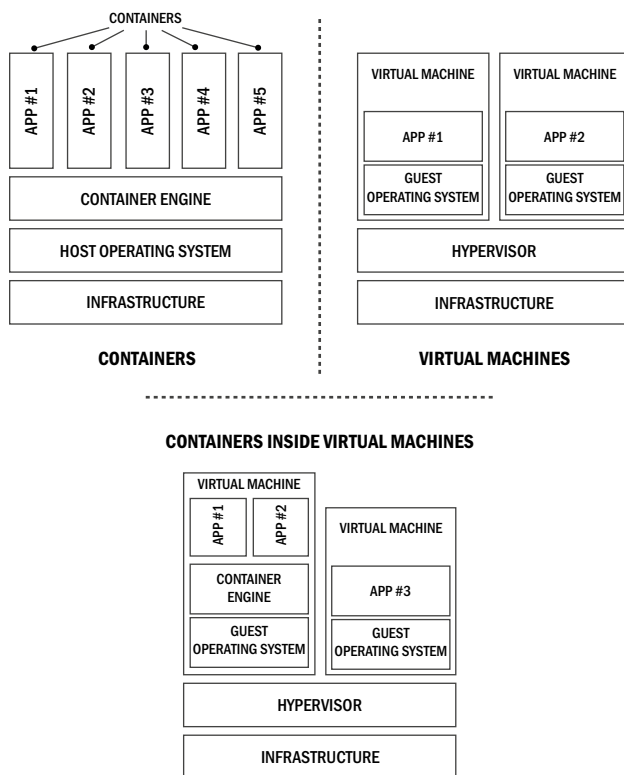 CONTAINERS
APP #1
APP #2
APP #3
APP #4
APP #5
CONTAINER ENGINE
HOST OPERATING SYSTEM
INFRASTRUCTURE
CONTAINERS
VIRTUAL MACHINE
APP #1
GUEST
OPERATING SYSTEM
VIRTUAL MACHINE
APP #2
GUEST
OPERATING SYSTEM
HYPERVISOR
INFRASTRUCTURE
VIRTUAL MACHINES
CONTAINERS INSIDE VIRTUAL MACHINES
VIRTUAL MACHINE
APP #1
APP #2
CONTAINER
ENGINE
GUEST
OPERATING SYSTEM
VIRTUAL MACHINE
APP #3
GUEST
OPERATING SYSTEM
HYPERVISOR
INFRASTRUCTURE